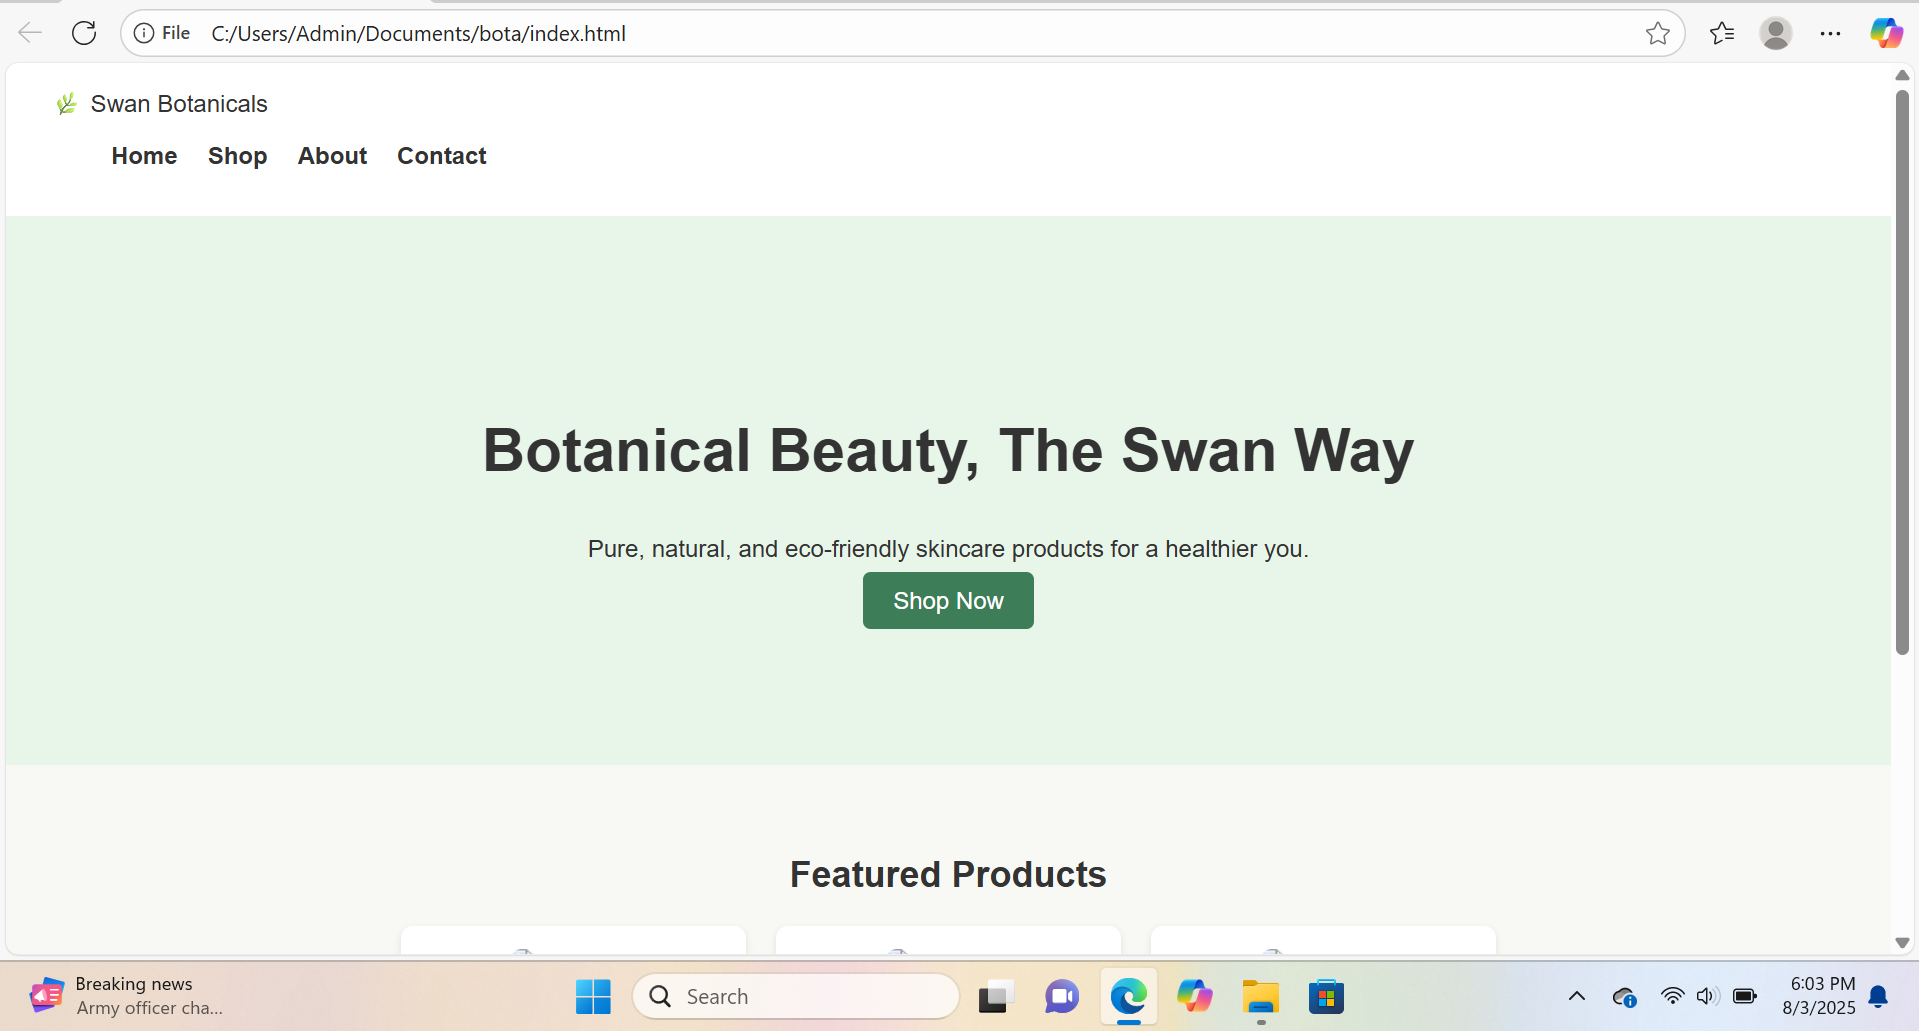 File C:/Users/Admin/Documents/bota/index.html
Swan Botanicals
Home Shop About Contact
Botanical Beauty, The Swan Way
Pure, natural, and eco-friendly skincare products for a healthier you.
Shop Now
Featured Products
Breaking news
Army officer cha...
Search
6:03 PM
8/3/2025